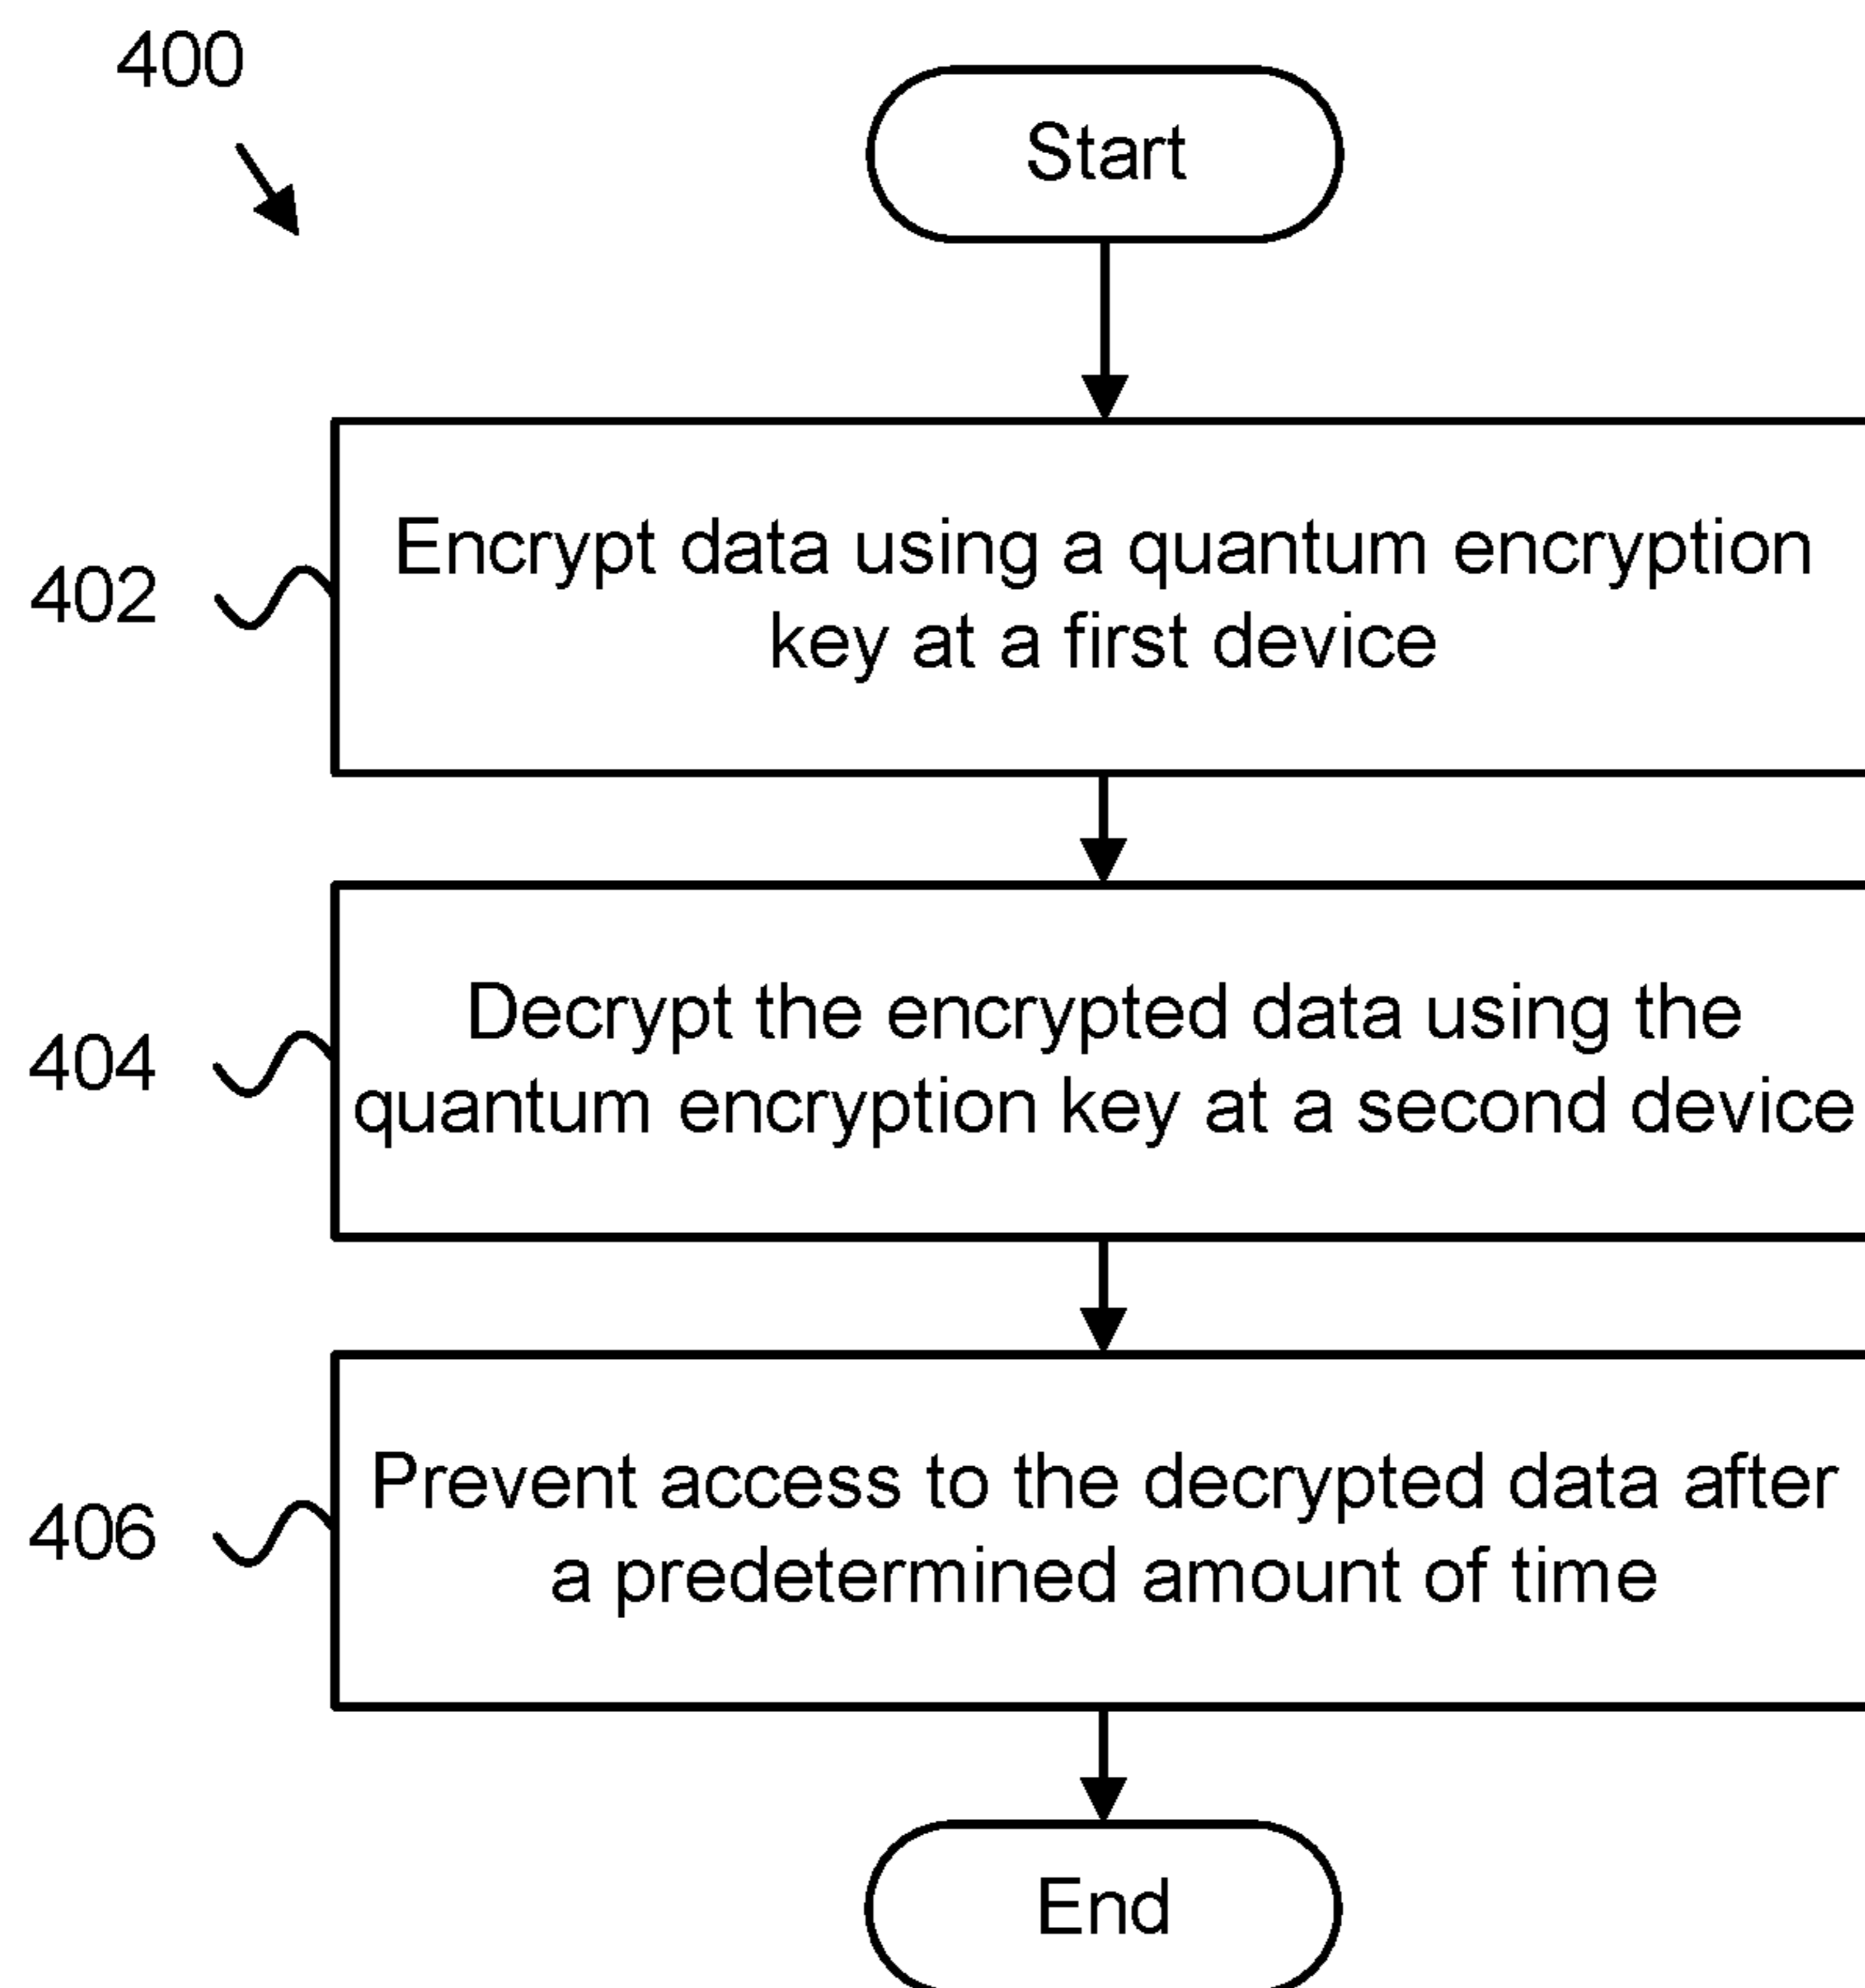 400
Start
402
Encrypt data using a quantum encryption
key at a first device
404
Decrypt the encrypted data using the
quantum encryption key at a second device
406
Prevent access to the decrypted data after
a predetermined amount of time
End